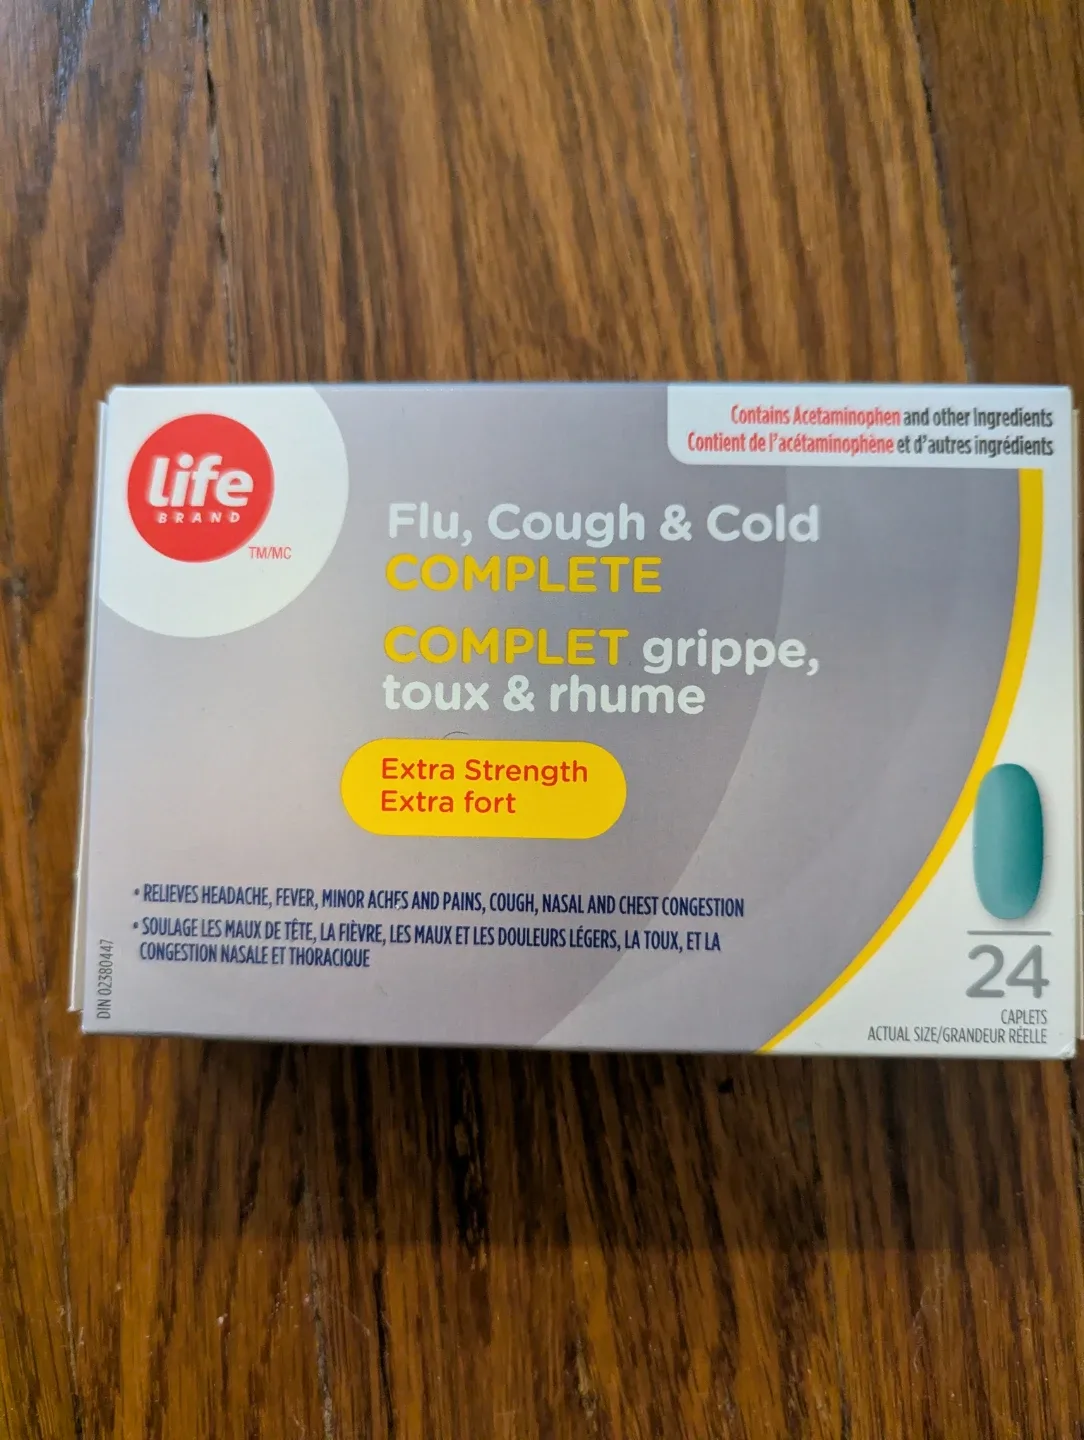 life
BRAND
TM/MC
Contains Acetaminophen and other Ingredients
Contient de l'acétaminophène et d'autres ingrédients
Flu, Cough & Cold
COMPLETE
COMPLET grippe,
toux & rhume
Extra Strength
Extra fort
• RELIEVES HEADACHE, FEVER, MINOR ACHES AND PAINS, COUGH, NASAL AND CHEST CONGESTION
• SOULAGE LES MAUX DE TÊTE, LA FIÈVRE, LES MAUX ET LES DOULEURS LÉGERS, LA TOUX, ET LA
CONGESTION NASALE ET THORACIQUE
DIN 02380447
24
CAPLETS
ACTUAL SIZE/GRANDEUR RÉELLE